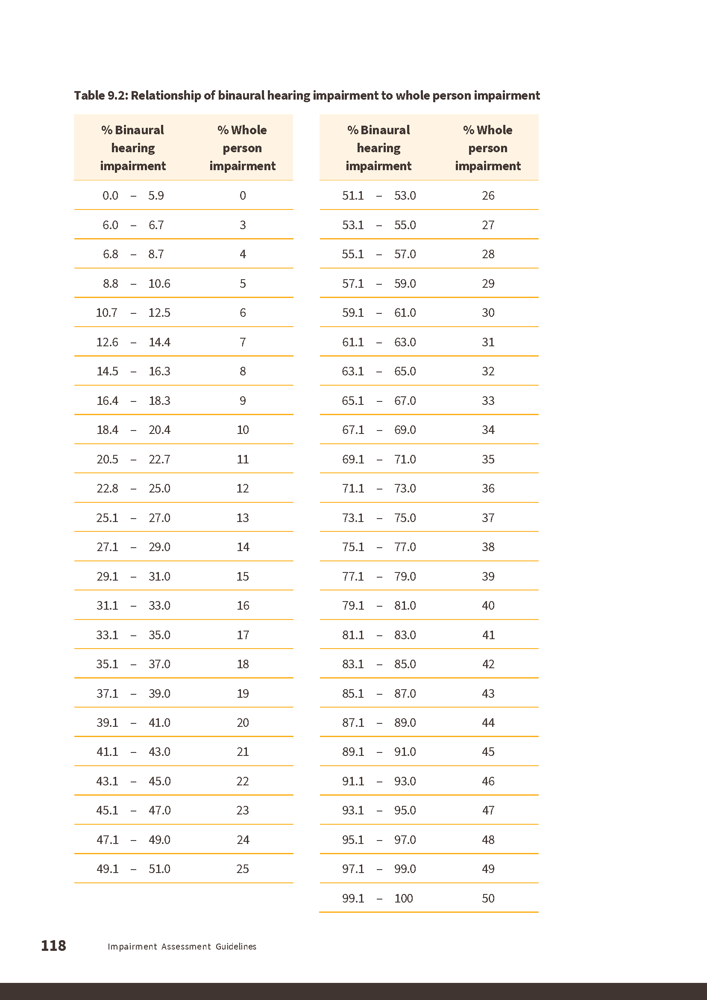 Table 9.2: Relationship of binaural hearing impairment to whole person impairment
% Binaural hearing impairment % Whole person impairment % Binaural hearing impairment % Whole person impairment
0.0 – 5.9 0 51.1 – 53.0 26
6.0 – 6.7 3 53.1 – 55.0 27
6.8 – 8.7 4 55.1 – 57.0 28
8.8 – 10.6 5 57.1 – 59.0 29
10.7 – 12.5 6 59.1 – 61.0 30
12.6 – 14.4 7 61.1 – 63.0 31
14.5 – 16.3 8 63.1 – 65.0 32
16.4 – 18.3 9 65.1 – 67.0 33
18.4 – 20.4 10 67.1 – 69.0 34
20.5 – 22.7 11 69.1 – 71.0 35
22.8 – 25.0 12 71.1 – 73.0 36
25.1 – 27.0 13 73.1 – 75.0 37
27.1 – 29.0 14 75.1 – 77.0 38
29.1 – 31.0 15 77.1 – 79.0 39
31.1 – 33.0 16 79.1 – 81.0 40
33.1 – 35.0 17 81.1 – 83.0 41
35.1 – 37.0 18 83.1 – 85.0 42
37.1 – 39.0 19 85.1 – 87.0 43
39.1 – 41.0 20 87.1 – 89.0 44
41.1 – 43.0 21 89.1 – 91.0 45
43.1 – 45.0 22 91.1 – 93.0 46
45.1 – 47.0 23 93.1 – 95.0 47
47.1 – 49.0 24 95.1 – 97.0 48
49.1 – 51.0 25 97.1 – 99.0 49
99.1 – 100 50
118 Impairment Assessment Guidelines